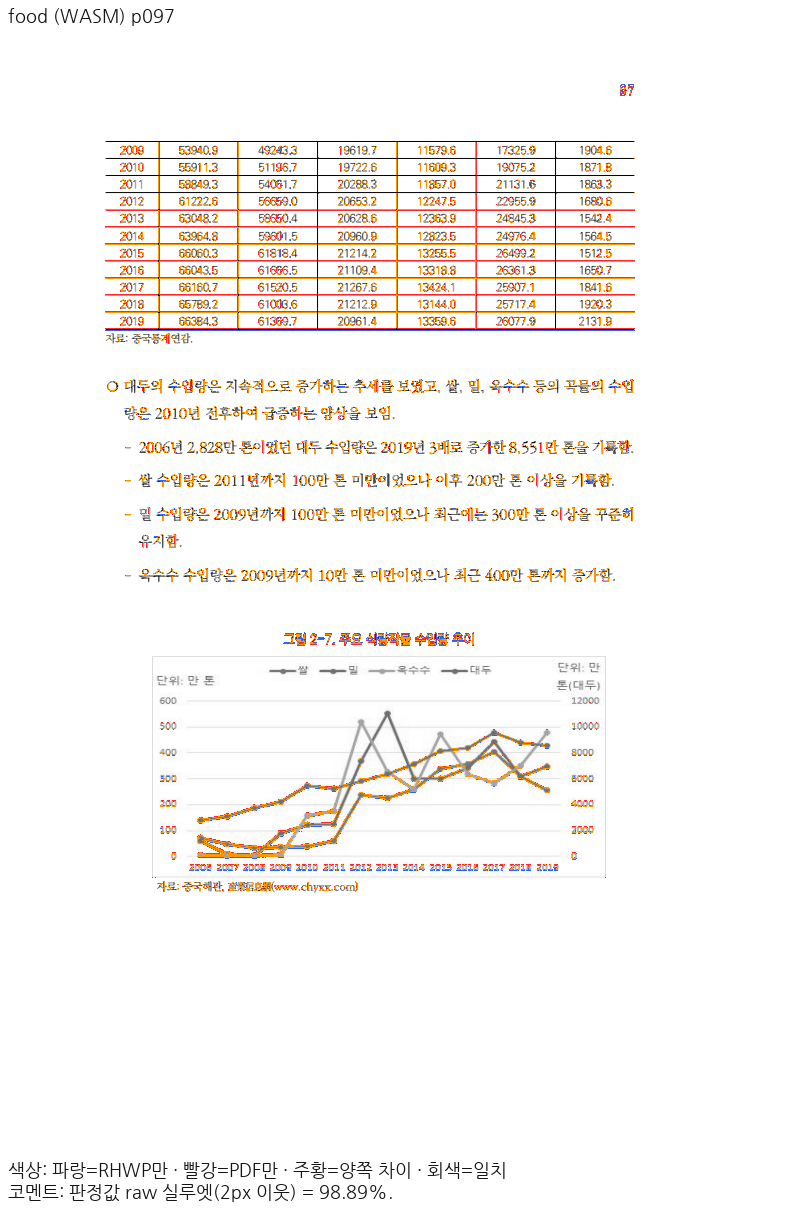 food (WASM) p097
97
2009 53940.9 49243.3 19619.7 11579.6 17325.9 1904.6
2010 55911.3 51196.7 19722.6 11609.3 19075.2 1871.8
2011 58849.3 54061.7 20288.3 11857.0 21131.6 1863.3
2012 61222.6 56659.0 20653.2 12247.5 22955.9 1680.6
2013 63048.2 58650.4 20628.6 12363.9 24845.3 1542.4
2014 63964.8 59601.5 20960.9 12823.5 24976.4 1564.5
2015 66060.3 61818.4 21214.2 13255.5 26499.2 1512.5
2016 66043.5 61666.5 21109.4 13318.8 26361.3 1650.7
2017 66160.7 61520.5 21267.6 13424.1 25907.1 1841.6
2018 65789.2 61003.6 21212.9 13144.0 25717.4 1920.3
2019 66384.3 61369.7 20961.4 13359.6 26077.9 2131.9
자료: 중국통계연감.
❍ 대두의 수입량은 지속적으로 증가하는 추세를 보였고, 쌀, 밀, 옥수수 등의 곡물의 수입
량은 2010년 전후하여 급증하는 양상을 보임.
- 2006년 2,828만 톤이었던 대두 수입량은 2019년 3배로 증가한 8,551만 톤을 기록함.
- 쌀 수입량은 2011년까지 100만 톤 미만이었으나 이후 200만 톤 이상을 기록함.
- 밀 수입량은 2009년까지 100만 톤 미만이었으나 최근에는 300만 톤 이상을 꾸준히
유지함.
- 옥수수 수입량은 2009년까지 10만 톤 미만이었으나 최근 400만 톤까지 증가함.
그림 2-7. 주요 식량작물 수입량 추이
쌀 밀 옥수수 대두
단위: 만 톤
단위: 만
톤(대두)
600 12000
500 10000
400 8000
300 6000
200 4000
100 2000
0 0
2006 2007 2008 2009 2010 2011 2012 2013 2014 2015 2016 2017 2018 2019
자료: 중국해관, (www.chyxx.com)
색상: 파랑=RHWP만 · 빨강=PDF만 · 주황=양쪽 차이 · 회색=일치
코멘트: 판정값 raw 실루엣(2px 이웃) = 98.89%.